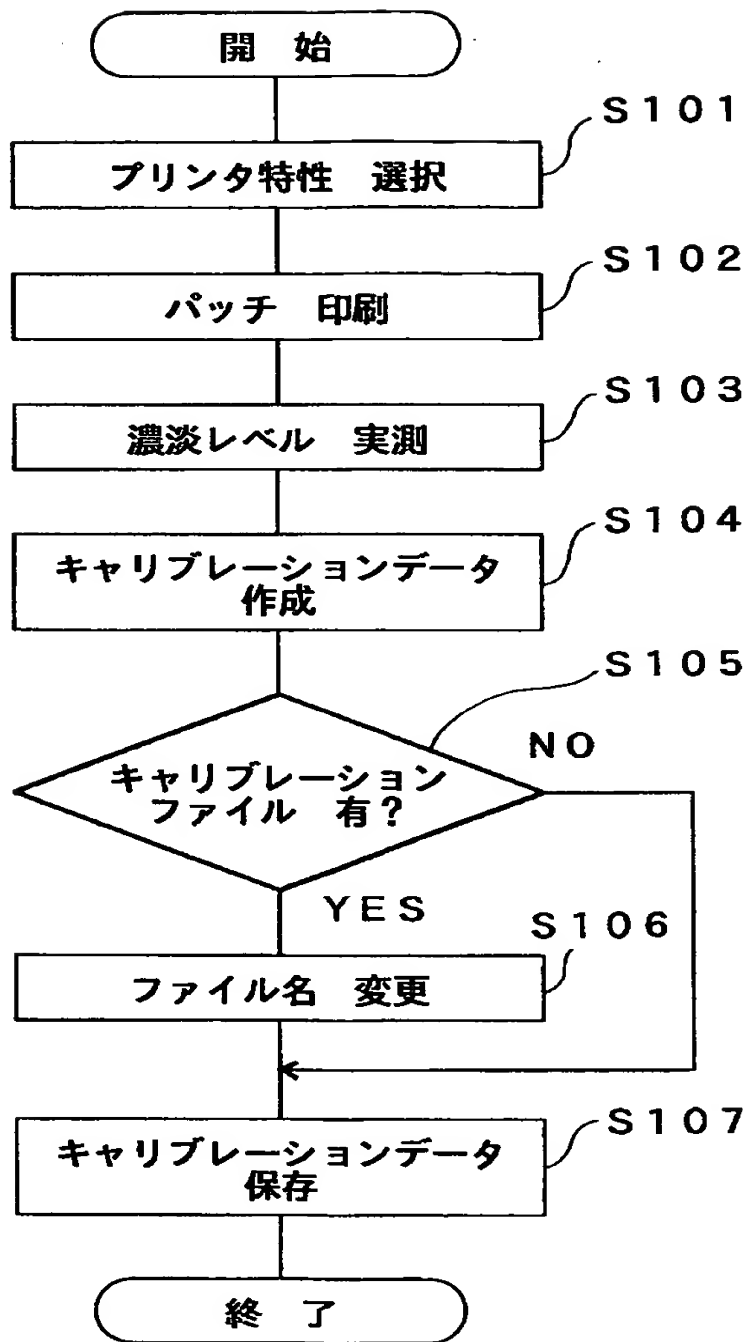 開 始
S101
プリンタ特性 選択
S102
パッチ 印刷
S103
濃淡レベル 実測
S104
キャリブレーションデータ
作成
S105
NO
キャリブレーション
ファイル 有?
YES
S106
ファイル名 変更
S107
キャリブレーションデータ
保存
終 了